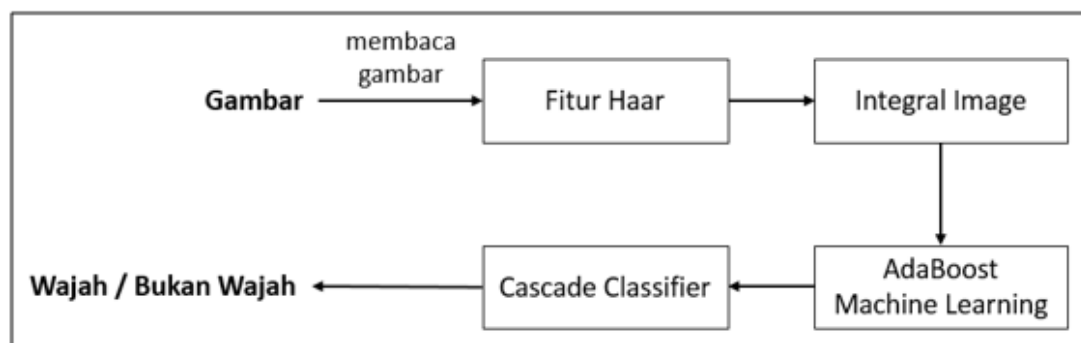 membaca
gambar
Gambar
Fitur Haar
Integral Image
AdaBoost
Machine Learning
Cascade Classifier
Wajah / Bukan Wajah